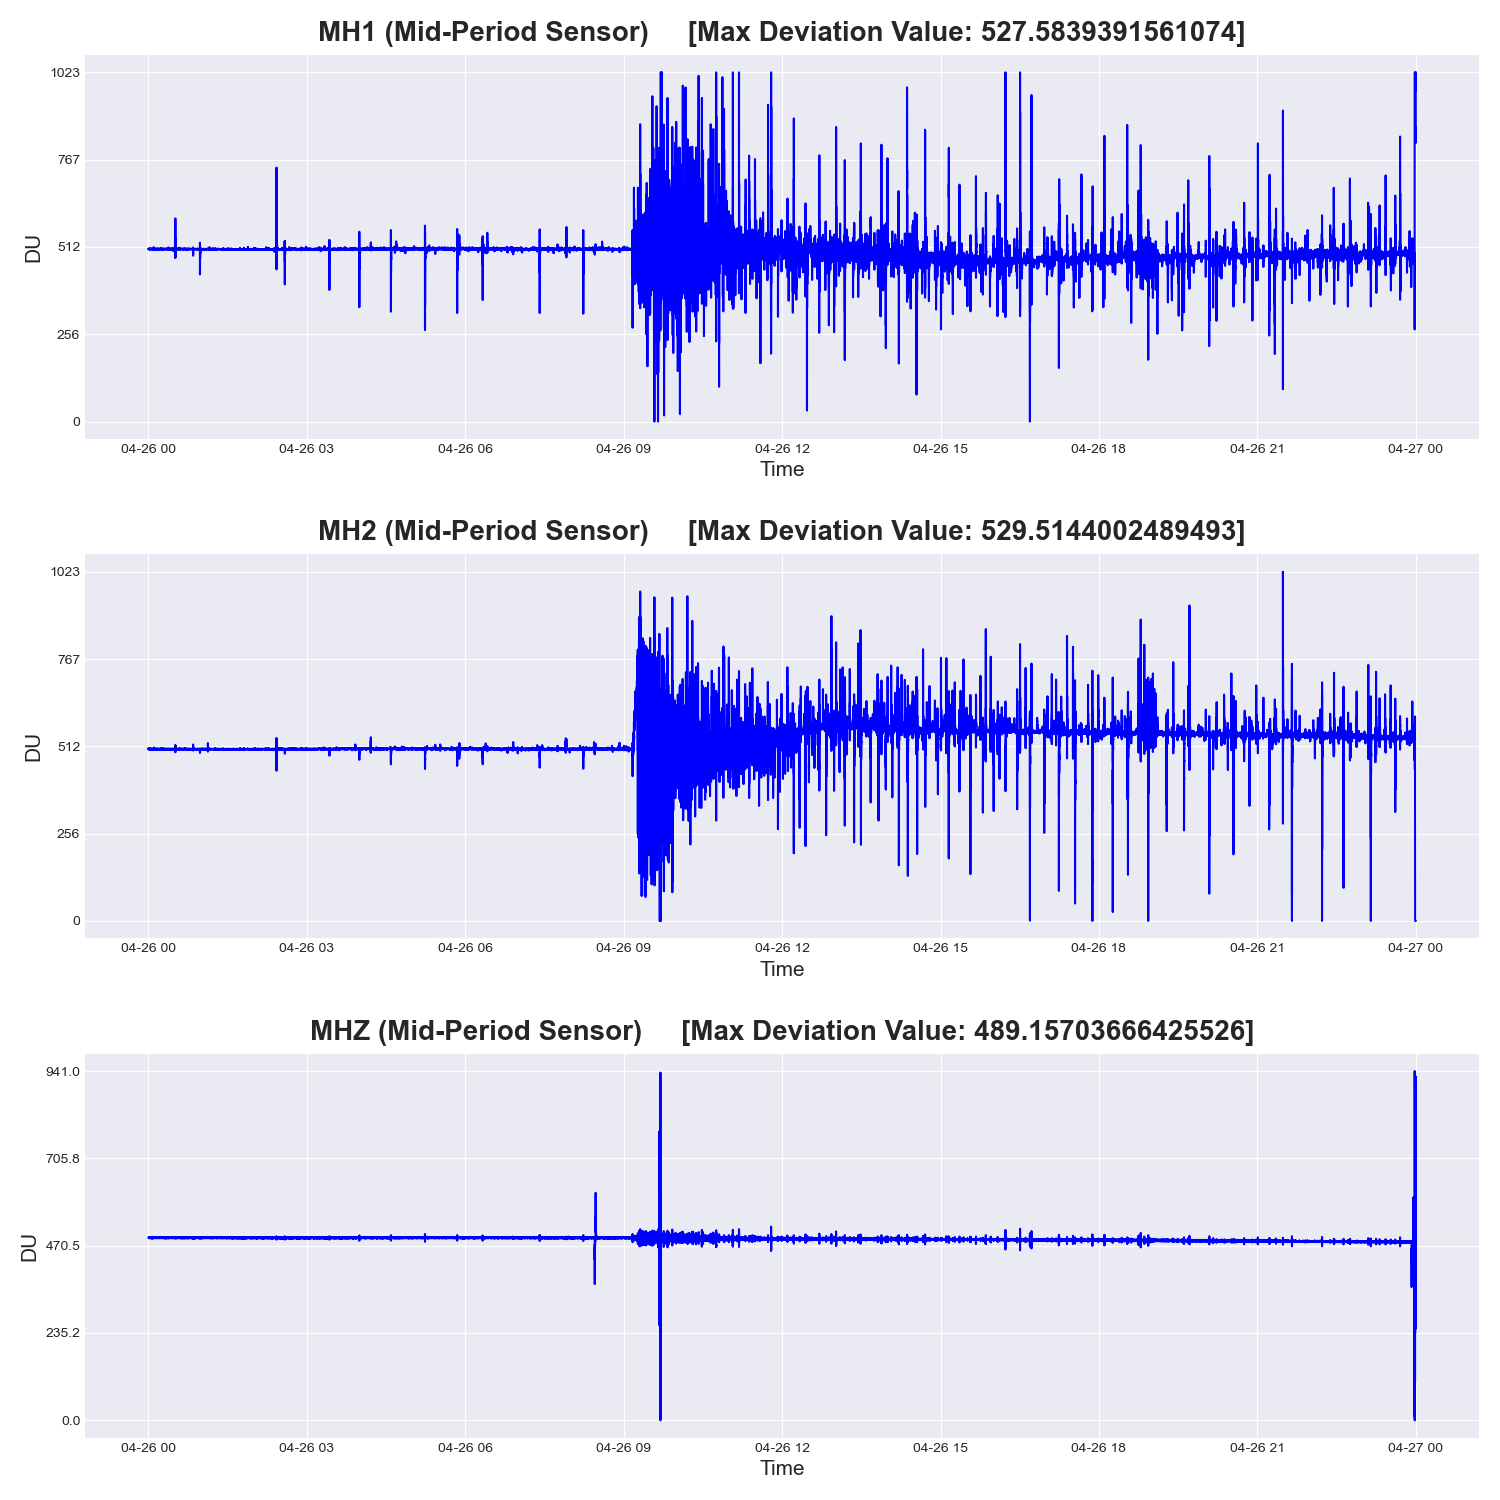 MH1 (Mid-Period Sensor) [Max Deviation Value: 527.5839391561074]
1023
767
512
256
0
DU
04-26 00 04-26 03 04-26 06 04-26 09 04-26 12 04-26 15 04-26 18 04-26 21 04-27 00
Time
MH2 (Mid-Period Sensor) [Max Deviation Value: 529.5144002489493]
1023
767
512
256
0
DU
04-26 00 04-26 03 04-26 06 04-26 09 04-26 12 04-26 15 04-26 18 04-26 21 04-27 00
Time
MHZ (Mid-Period Sensor) [Max Deviation Value: 489.15703666425526]
941.0
705.8
470.5
235.2
0.0
DU
04-26 00 04-26 03 04-26 06 04-26 09 04-26 12 04-26 15 04-26 18 04-26 21 04-27 00
Time